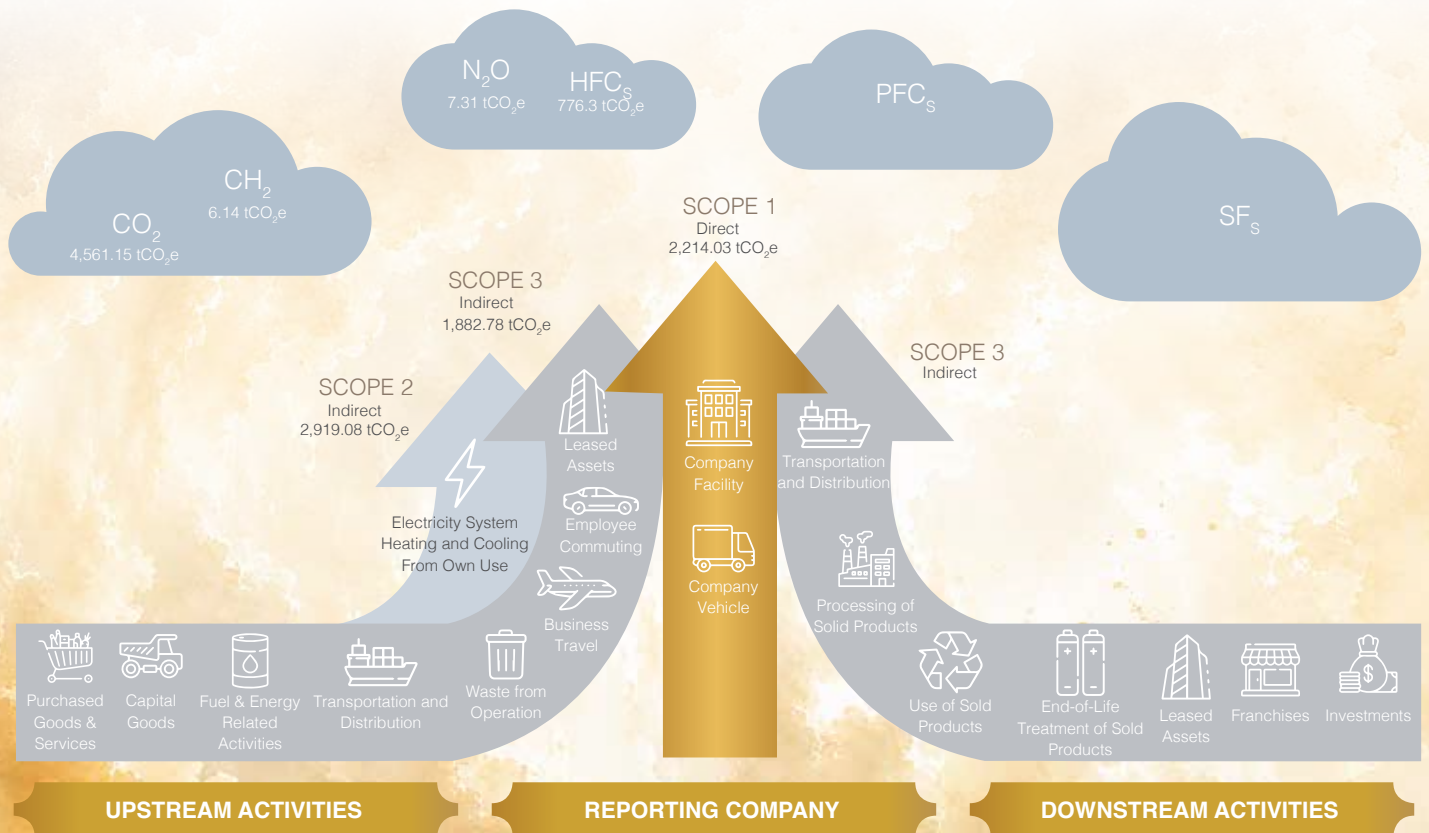 N₂O
7.31 tCO₂e
HFCₛ
776.3 tCO₂e
PFCₛ
CH₂
6.14 tCO₂e
CO₂
4,561.15 tCO₂e
SFₛ
SCOPE 1
Direct
2,214.03 tCO₂e
SCOPE 3
Indirect
1,882.78 tCO₂e
SCOPE 3
Indirect
SCOPE 2
Indirect
2,919.08 tCO₂e
Electricity System
Heating and Cooling
From Own Use
Leased
Assets
Employee
Commuting
Business
Travel
Company
Facility
Company
Vehicle
Transportation
and Distribution
Processing of
Solid Products
Purchased
Goods &
Services
Capital
Goods
Fuel & Energy
Related
Activities
Transportation and
Distribution
Waste from
Operation
Use of Sold
Products
End-of-Life
Treatment of Sold
Products
Leased
Assets
Franchises
Investments
UPSTREAM ACTIVITIES
REPORTING COMPANY
DOWNSTREAM ACTIVITIES